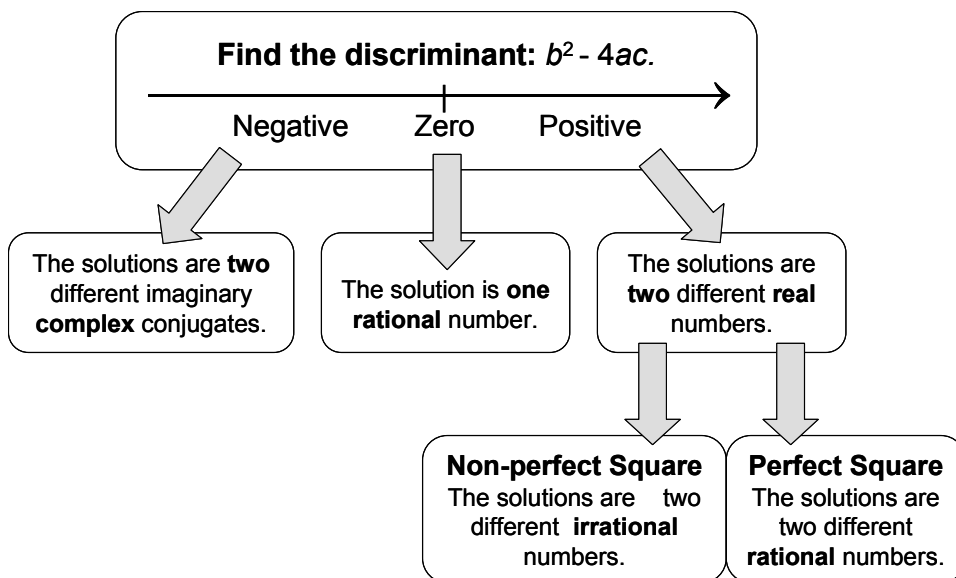 Find the discriminant: b² - 4ac.
Negative Zero Positive
The solutions are two
different imaginary
complex conjugates.
The solution is one
rational number.
The solutions are
two different real
numbers.
Non-perfect Square
The solutions are two
different irrational
numbers.
Perfect Square
The solutions are
two different
rational numbers.